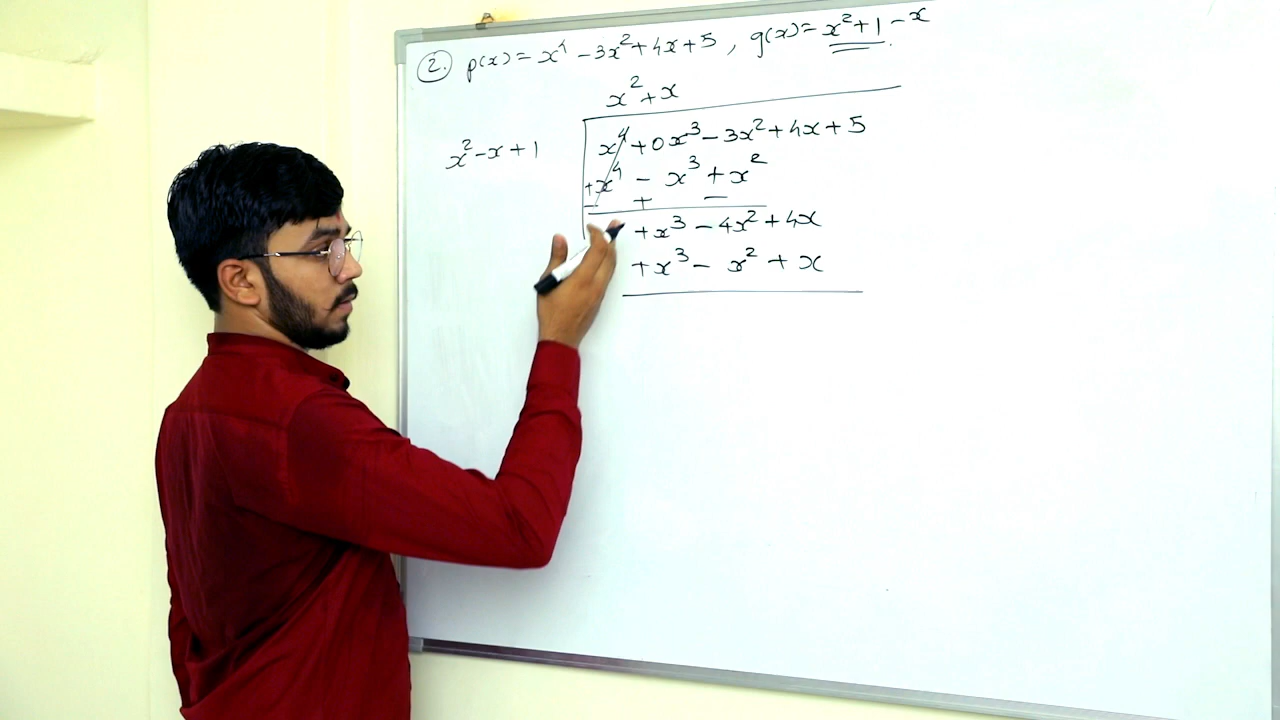 2. p(x) = x⁴ - 3x² + 4x + 5 , g(x) = x² + 1 - x
x² + x
x² - x + 1
x⁴ + 0x³ - 3x² + 4x + 5
+x⁴ - x³ + x²
- + -
+x³ - 4x² + 4x
+x³ - x² + x